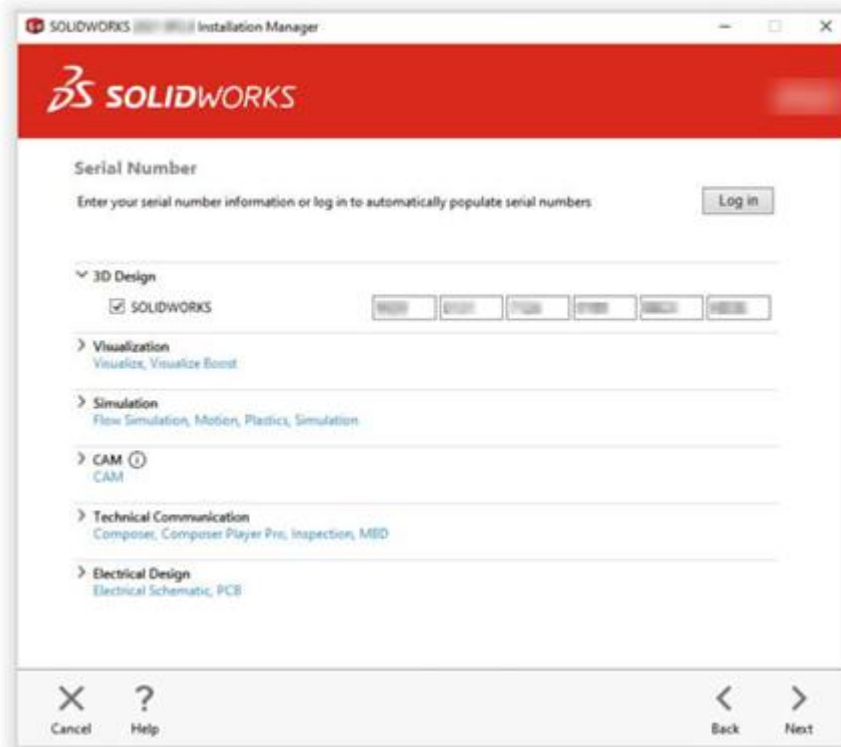 SOLIDWORKS Installation Manager
SOLIDWORKS
Serial Number
Enter your serial number information or log in to automatically populate serial numbers
Log in
3D Design
SOLIDWORKS
Visualization
Visualize, Visualize Boost
Simulation
Flow Simulation, Motion, Plastics, Simulation
CAM
CAM
Technical Communication
Composer, Composer Player Pro, Inspection, MBD
Electrical Design
Electrical Schematic, PCB
Cancel
Help
Back
Next